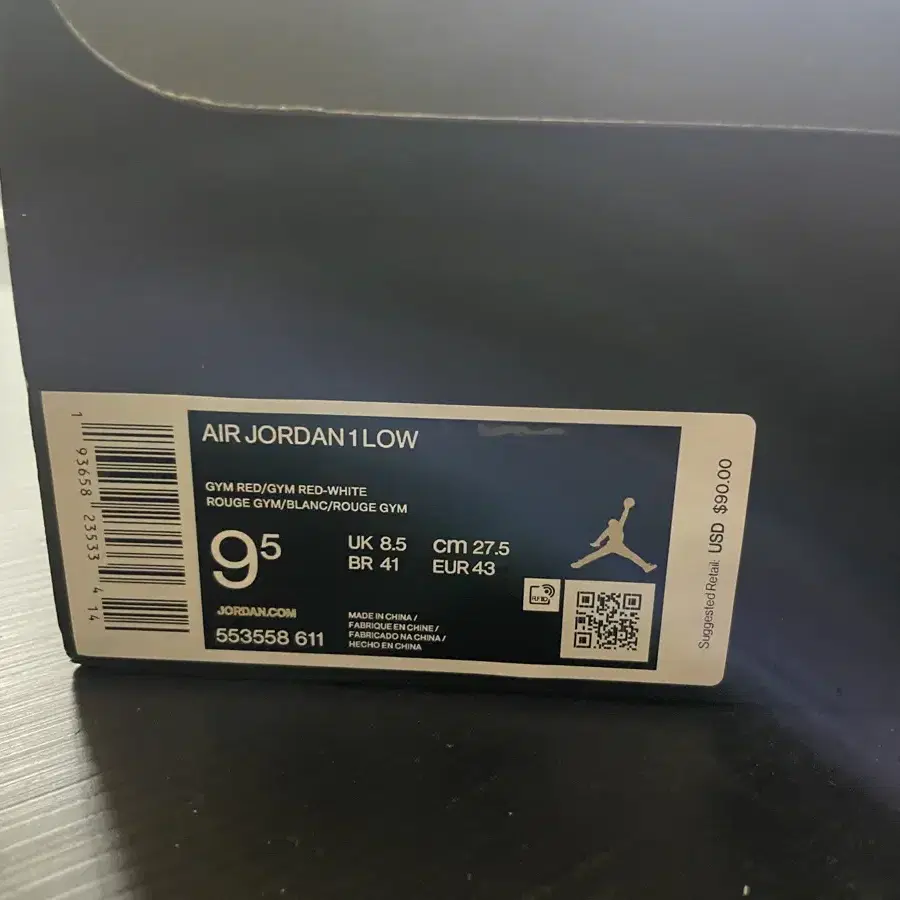 AIR JORDAN 1 LOW
GYM RED/GYM RED-WHITE
ROUGE GYM/BLANC/ROUGE GYM
9⁵
UK 8.5
cm 27.5
BR 41
EUR 43
JORDAN.COM
553558 611
MADE IN CHINA /
FABRIQUE EN CHINE /
FABRICADO NA CHINA /
HECHO EN CHINA
RFID
1 93658 23533 4 14
Suggested Retail: USD $90.00